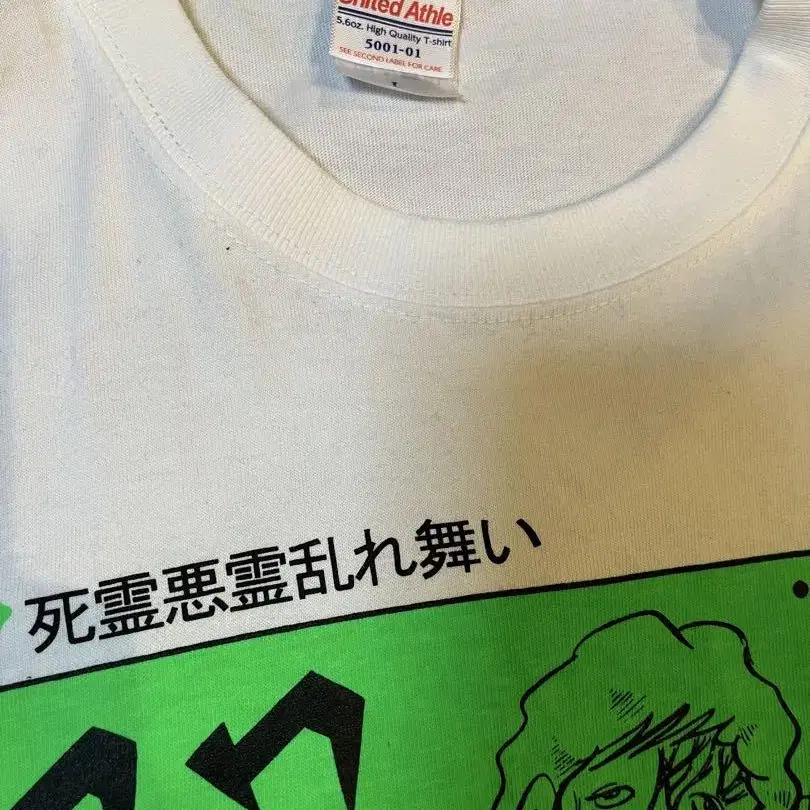 United Athle
5.6oz. High Quality T-shirt
5001-01
SEE SECOND LABEL FOR CARE
死霊悪霊乱れ舞い